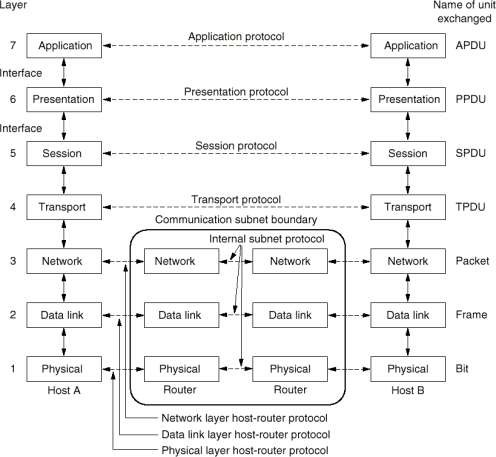 Layer
Name of unit exchanged
7 Application Application protocol Application APDU
Interface
6 Presentation Presentation protocol Presentation PPDU
Interface
5 Session Session protocol Session SPDU
4 Transport Transport protocol Transport TPDU
Communication subnet boundary
Internal subnet protocol
3 Network Network Network Network Packet
2 Data link Data link Data link Data link Frame
1 Physical Physical Physical Physical Bit
Host A Router Router Host B
Network layer host-router protocol
Data link layer host-router protocol
Physical layer host-router protocol